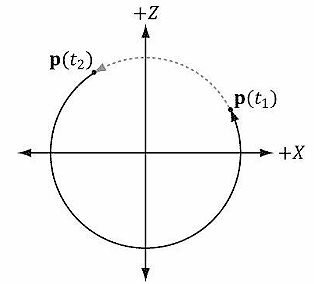 +Z
p(t₂)
p(t₁)
+X